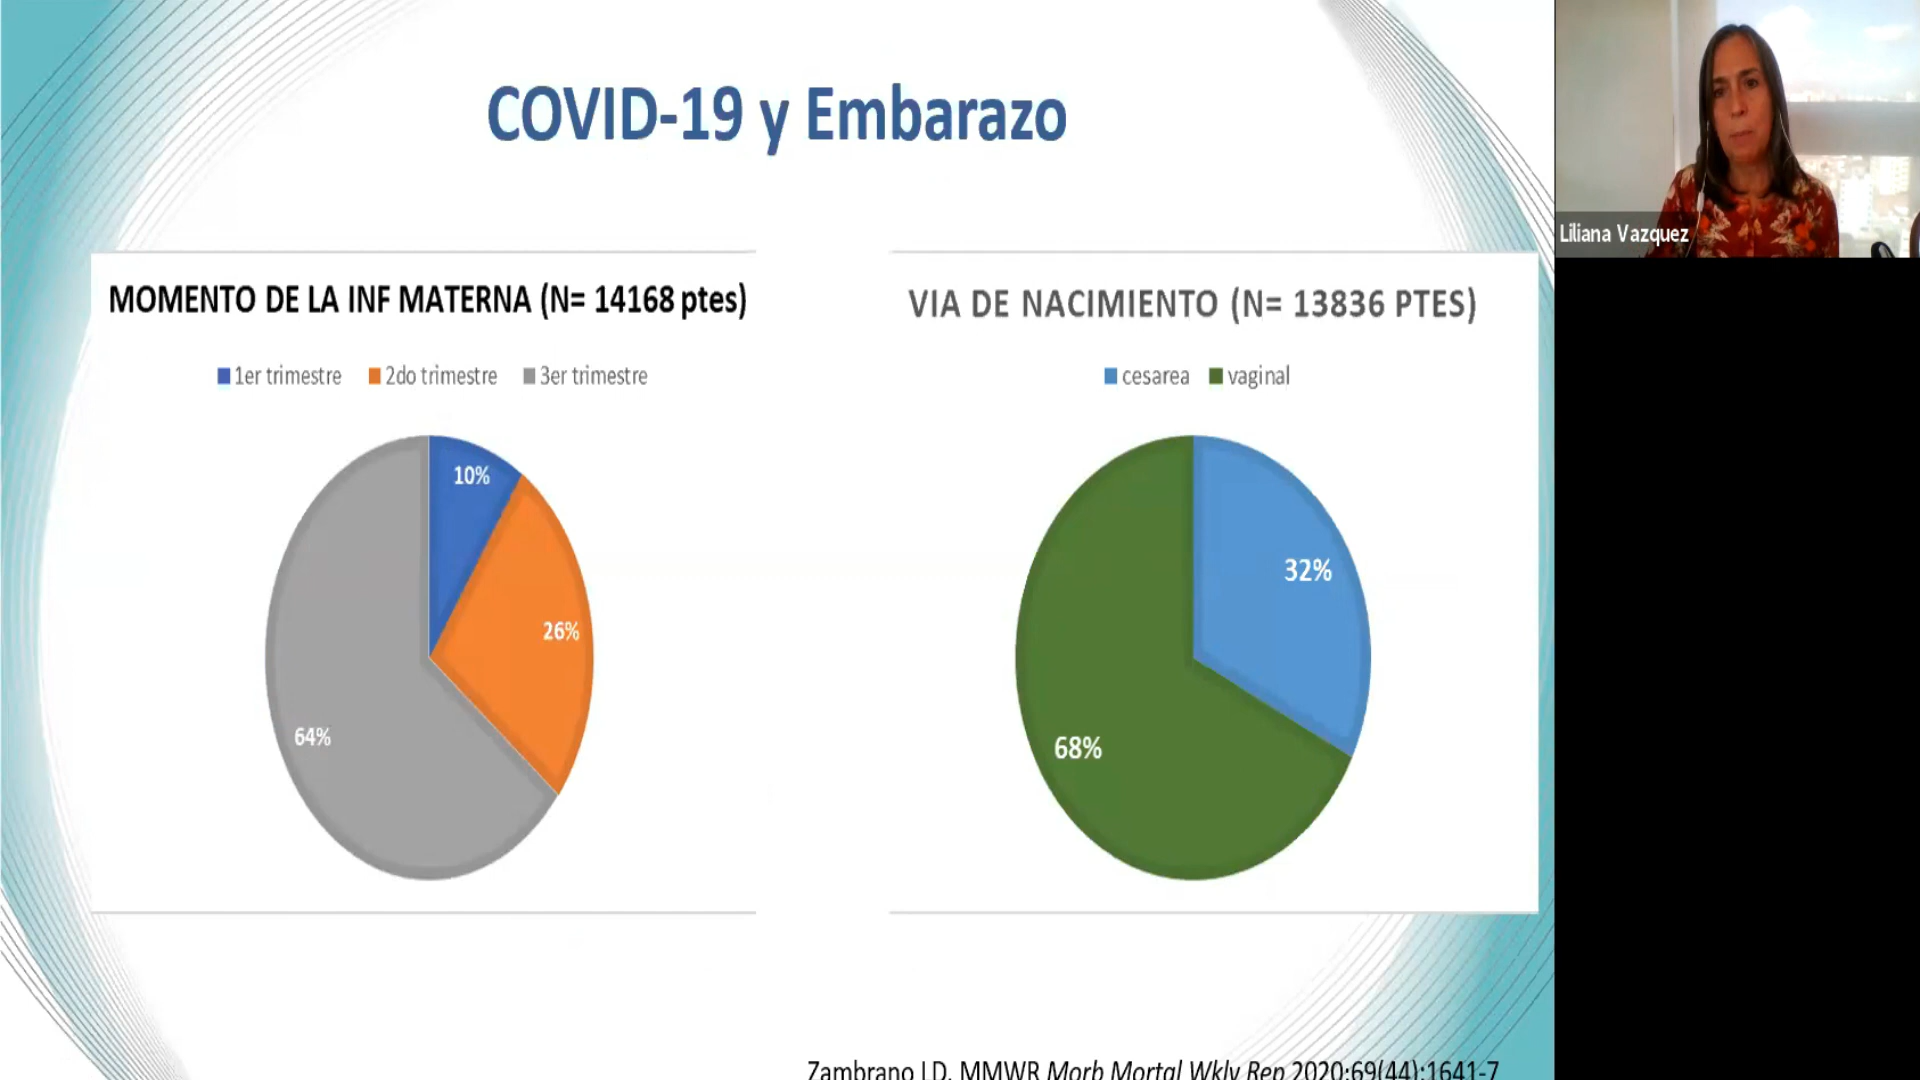 COVID-19 y Embarazo
Liliana Vazquez
MOMENTO DE LA INF MATERNA (N= 14168 ptes)
1er trimestre 2do trimestre 3er trimestre
10%
26%
64%
VIA DE NACIMIENTO (N= 13836 PTES)
cesarea vaginal
32%
68%
Zambrano LD. MMWR Morb Mortal Wkly Rep 2020;69(44):1641-7